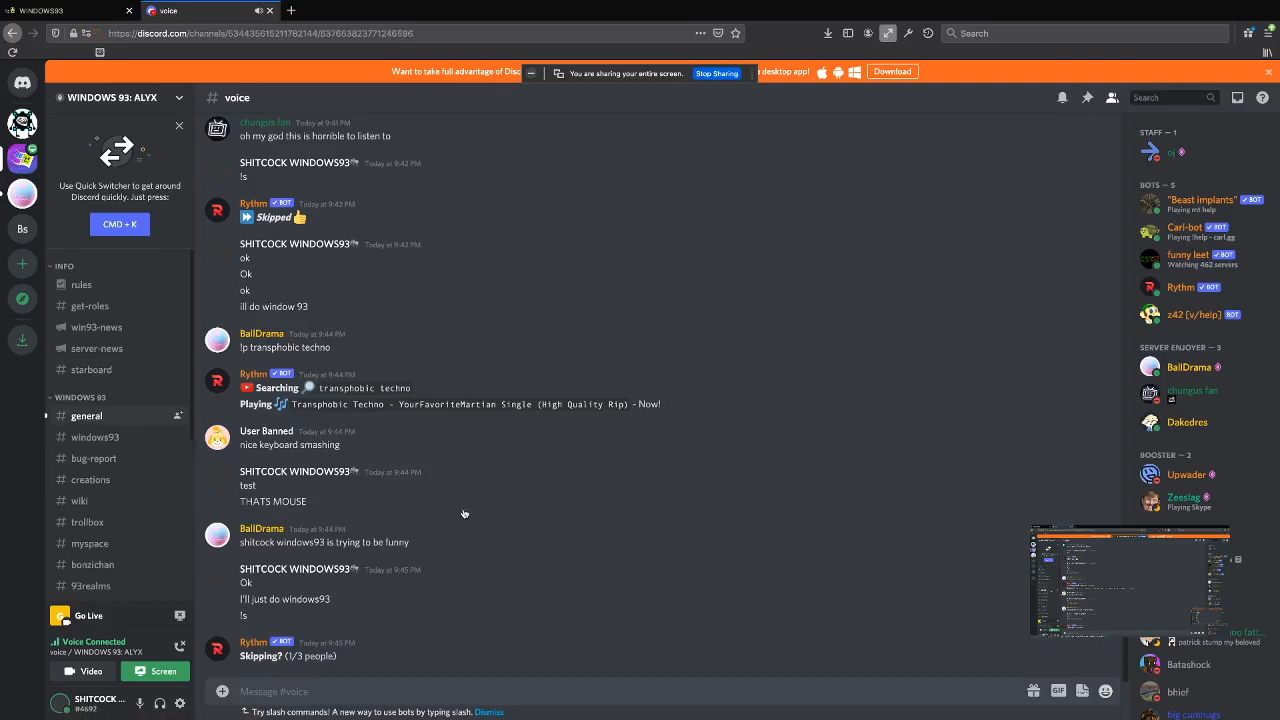 WINDOWS93
voice
https://discord.com/channels/534435615211782144/537653823771246596
Search
Want to take full advantage of Disc
You are sharing your entire screen.
Stop Sharing
desktop app!
Download
WINDOWS 93: ALYX
# voice
Search
Use Quick Switcher to get around
Discord quickly. Just press:
CMD + K
INFO
rules
# get-roles
win93-news
server-news
# starboard
WINDOWS 93
# general
# windows93
# bug-report
# creations
# wiki
# trollbox
# myspace
# bonzichan
# 93realms
Go Live
Voice Connected
voice / WINDOWS 93: ALYX
Video
Screen
SHITCOCK ...
#4692
Bs
chungus fan Today at 9:41 PM
oh my god this is horrible to listen to
SHITCOCK WINDOWS93 Today at 9:42 PM
!s
Rythm BOT Today at 9:42 PM
Skipped
SHITCOCK WINDOWS93 Today at 9:42 PM
ok
Ok
ok
ill do window 93
BallDrama Today at 9:44 PM
!p transphobic techno
Rythm BOT Today at 9:44 PM
Searching transphobic techno
Playing Transphobic Techno - YourFavoriteMartian Single (High Quality Rip) - Now!
User Banned Today at 9:44 PM
nice keyboard smashing
SHITCOCK WINDOWS93 Today at 9:44 PM
test
THATS MOUSE
BallDrama Today at 9:44 PM
shitcock windows93 is trying to be funny
SHITCOCK WINDOWS93 Today at 9:45 PM
Ok
I'll just do windows93
!s
Rythm BOT Today at 9:45 PM
Skipping? (1/3 people)
Message #voice
GIF
Try slash commands! A new way to use bots by typing slash. Dismiss
STAFF — 1
oj
BOTS — 5
"Beast implants" BOT
Playing mt help
Carl-bot BOT
Playing !help - carl.gg
funny leet BOT
Watching 462 servers
Rythm BOT
z42 [v/help] BOT
SERVER ENJOYER — 3
BallDrama
chungus fan
Dakedres
BOOSTER — 2
Upwader
Zeeslag
Playing Skype
oo fatt...
patrick stump my beloved
Batashock
bhief
big cumhugs